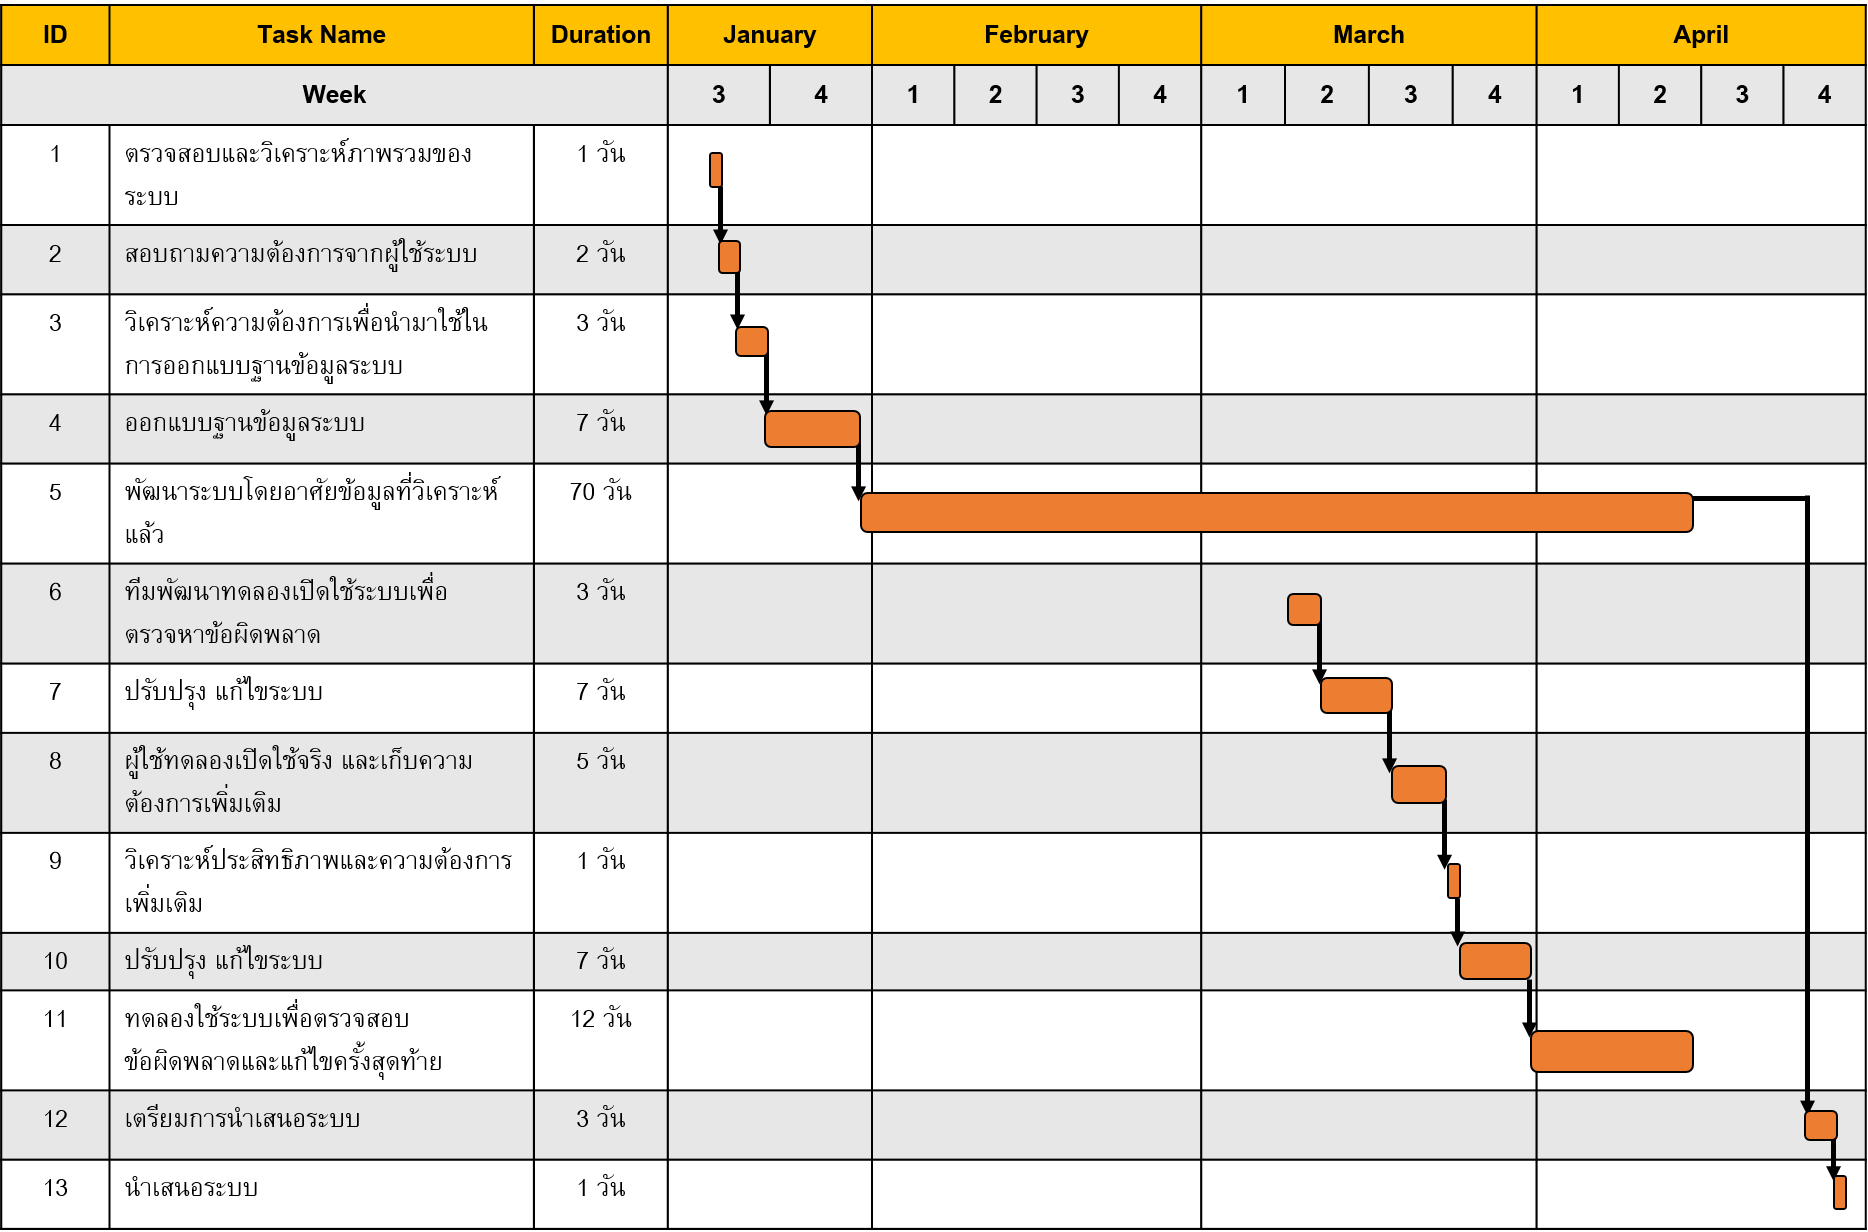 ID Task Name Duration January February March April
Week 3 4 1 2 3 4 1 2 3 4 1 2 3 4
1 ตรวจสอบและวิเคราะห์ภาพรวมของ 1 วัน
ระบบ
2 สอบถามความต้องการจากผู้ใช้ระบบ 2 วัน
3 วิเคราะห์ความต้องการเพื่อนำมาใช้ใน 3 วัน
การออกแบบฐานข้อมูลระบบ
4 ออกแบบฐานข้อมูลระบบ 7 วัน
5 พัฒนาระบบโดยอาศัยข้อมูลที่วิเคราะห์ 70 วัน
แล้ว
6 ทีมพัฒนาทดลองเปิดใช้ระบบเพื่อ 3 วัน
ตรวจหาข้อผิดพลาด
7 ปรับปรุง แก้ไขระบบ 7 วัน
8 ผู้ใช้ทดลองเปิดใช้จริง และเก็บความ 5 วัน
ต้องการเพิ่มเติม
9 วิเคราะห์ประสิทธิภาพและความต้องการ 1 วัน
เพิ่มเติม
10 ปรับปรุง แก้ไขระบบ 7 วัน
11 ทดลองใช้ระบบเพื่อตรวจสอบ 12 วัน
ข้อผิดพลาดและแก้ไขครั้งสุดท้าย
12 เตรียมการนำเสนอระบบ 3 วัน
13 นำเสนอระบบ 1 วัน